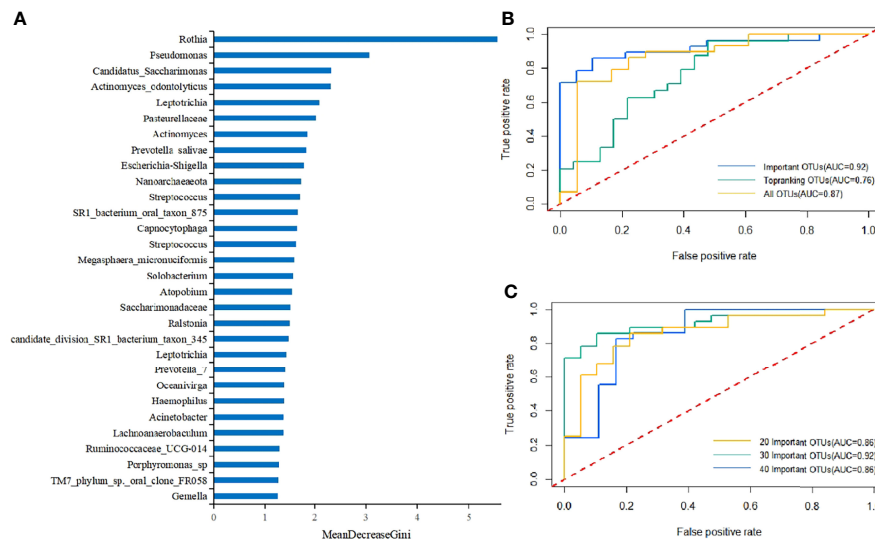 A
Rothia
Pseudomonas
Candidatus_Saccharimonas
Actinomyces_odontolyticus
Leptotrichia
Pasteurellaceae
Actinomyces
Prevotella_salivae
Escherichia-Shigella
Nanoarchaeaeota
Streptococcus
SR1_bacterium_oral_taxon_875
Capnocytophaga
Streptococcus
Megasphaera_micronuciformis
Solobacterium
Atopobium
Saccharimonadaceae
Ralstonia
candidate_division_SR1_bacterium_taxon_345
Leptotrichia
Prevotella_7
Oceanivirga
Haemophilus
Acinetobacter
Lachnoanaerobaculum
Ruminococcaceae_UCG-014
Porphyromonas_sp
TM7_phylum_sp._oral_clone_FR058
Gemella
0 1 2 3 4 5
MeanDecreaseGini
B
True positive rate
1.0
0.8
0.6
0.4
0.2
0.0
Important OTUs(AUC=0.92)
Topranking OTUs(AUC=0.76)
All OTUs(AUC=0.87)
0.0 0.2 0.4 0.6 0.8 1.0
False positive rate
C
True positive rate
1.0
0.8
0.6
0.4
0.2
0.0
20 Important OTUs(AUC=0.86)
30 Important OTUs(AUC=0.92)
40 Important OTUs(AUC=0.86)
0.0 0.2 0.4 0.6 0.8 1.0
False positive rate